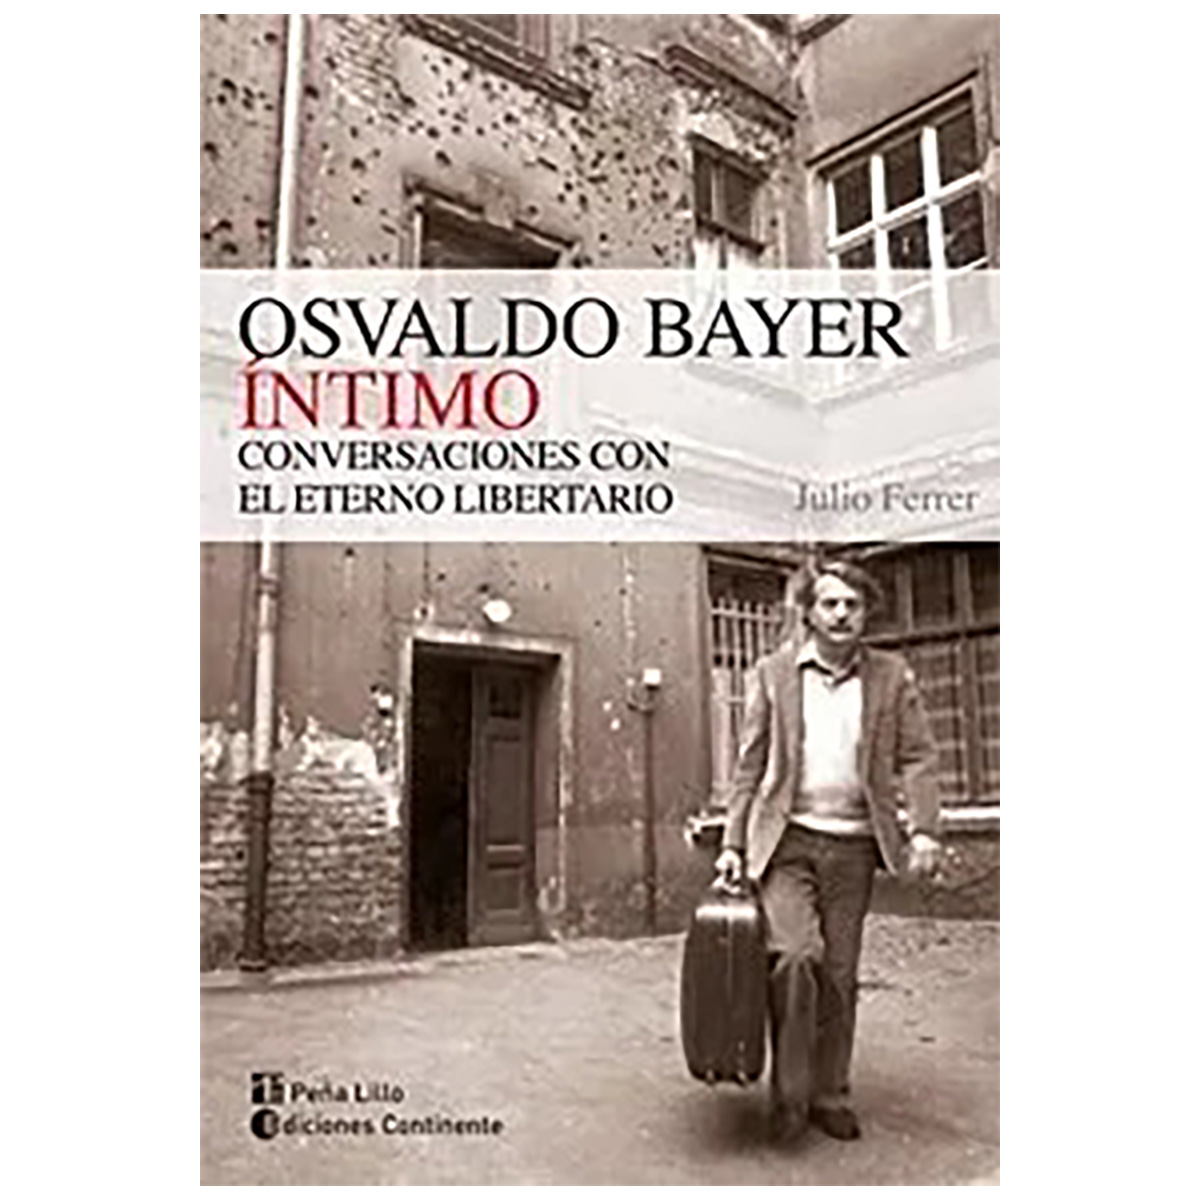 OSVALDO BAYER
ÍNTIMO
CONVERSACIONES CON
EL ETERNO LIBERTARIO
Julio Ferrer
Peña Lillo
Ediciones Continente